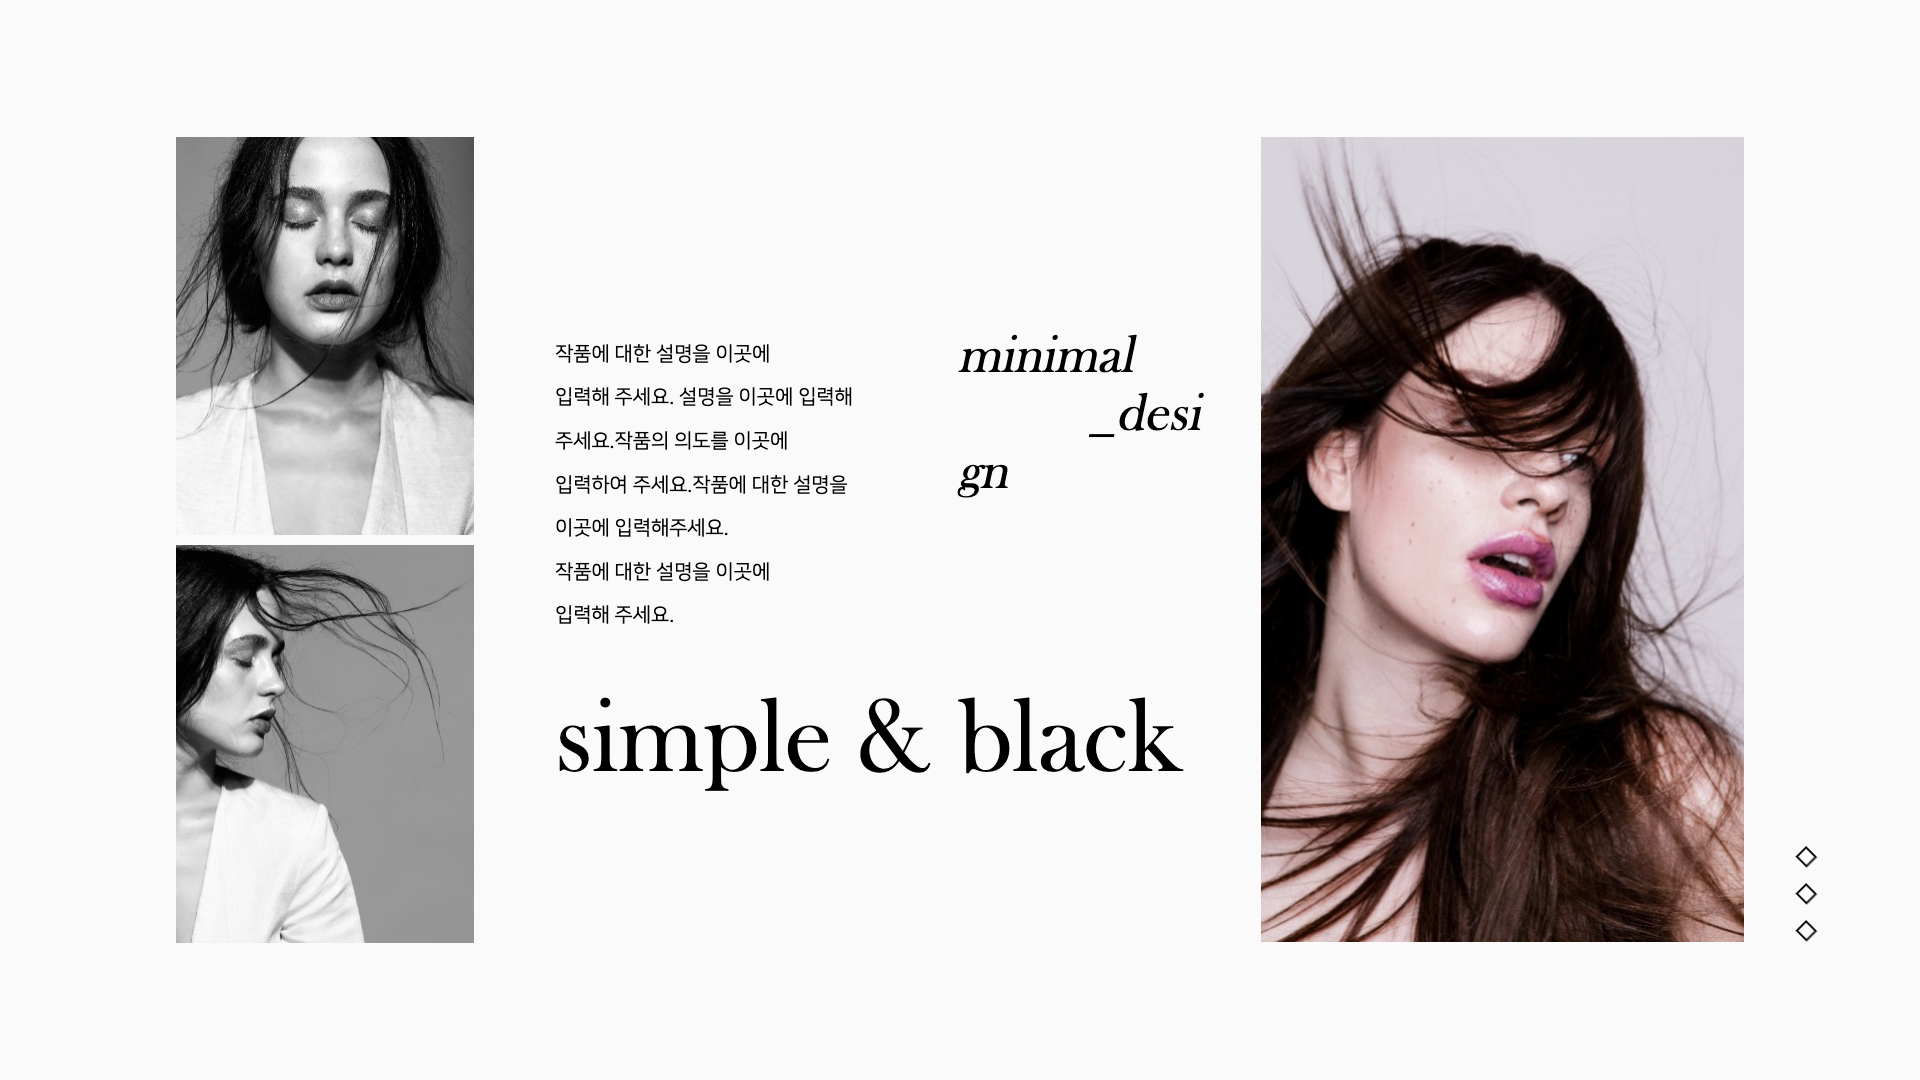 작품에 대한 설명을 이곳에
입력해 주세요. 설명을 이곳에 입력해
주세요.작품의 의도를 이곳에
입력하여 주세요.작품에 대한 설명을
이곳에 입력해주세요.
작품에 대한 설명을 이곳에
입력해 주세요.
minimal
_desi
gn
simple & black